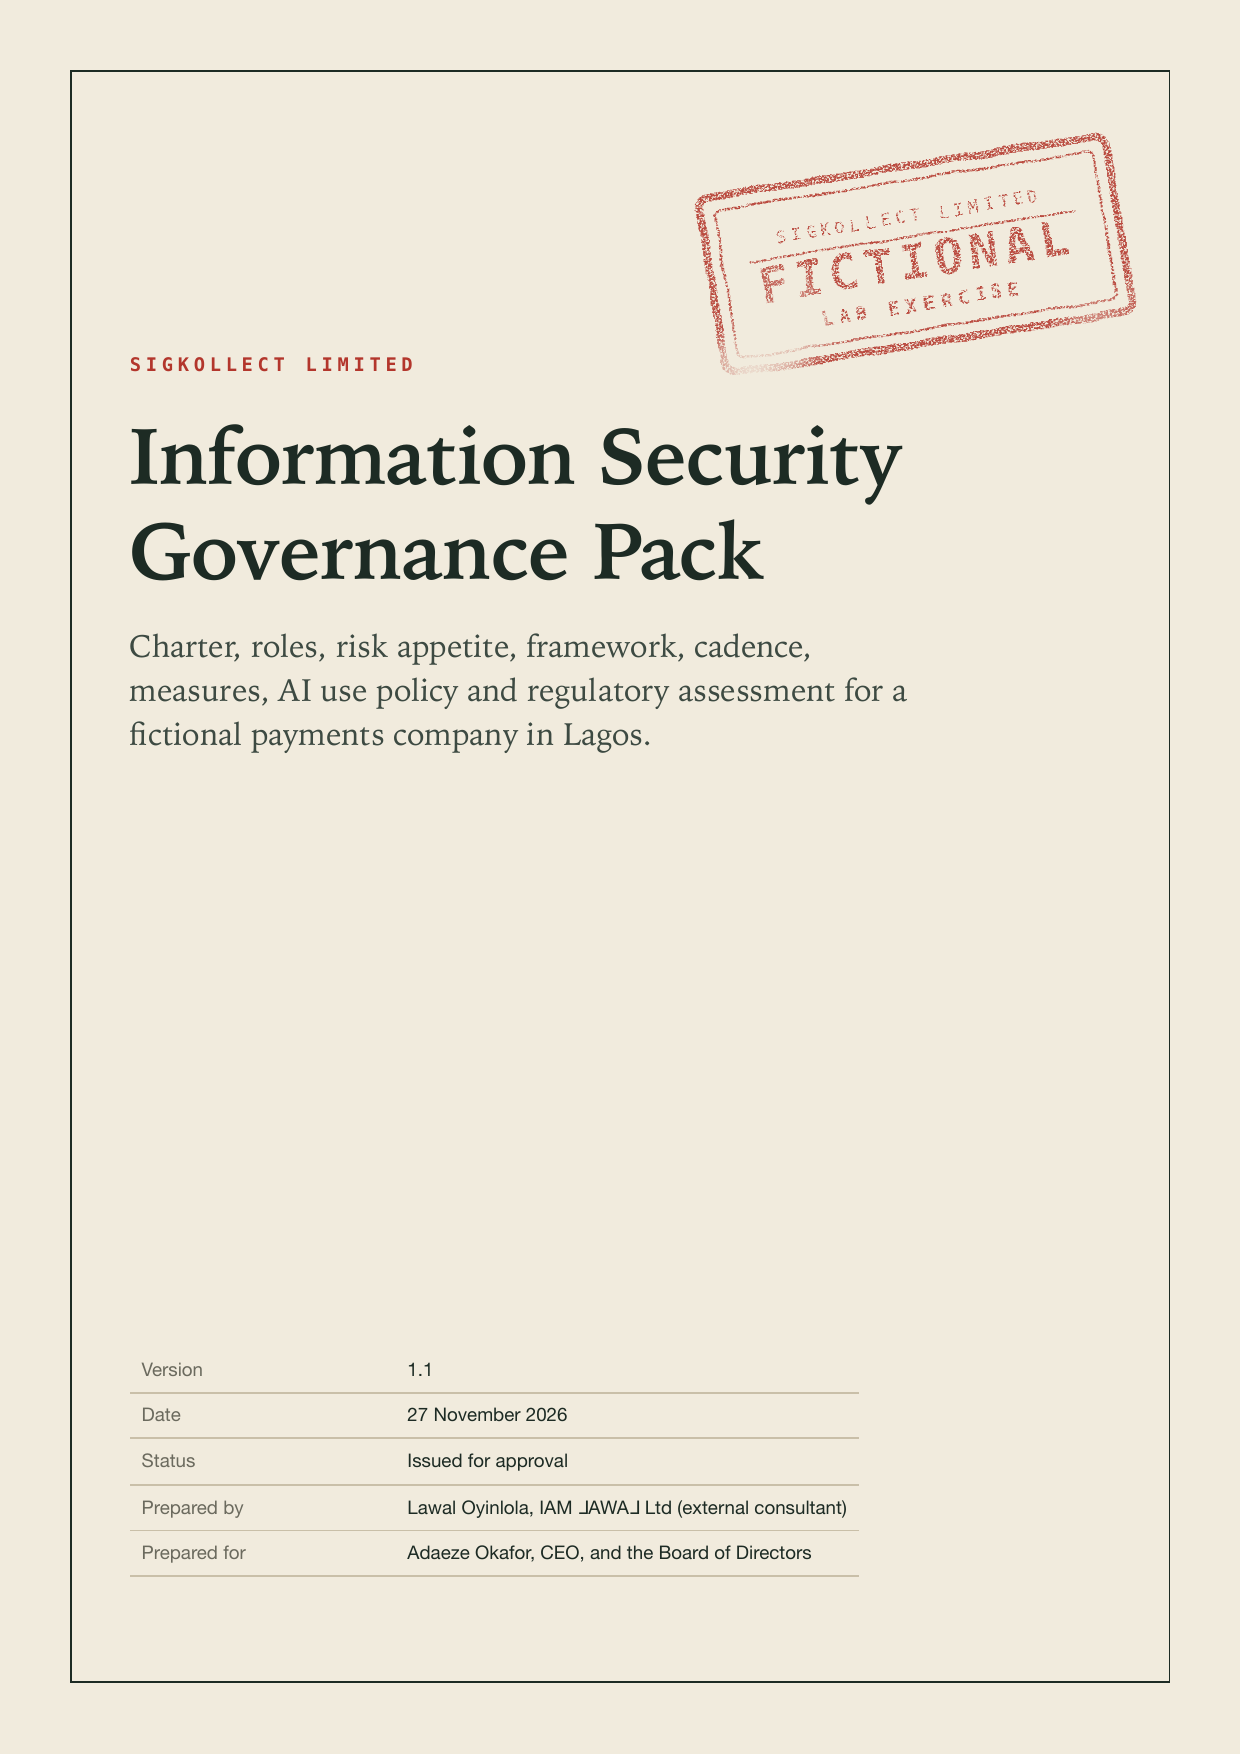 SIGKOLLECT LIMITED
FICTIONAL
LAB EXERCISE
SIGKOLLECT LIMITED
Information Security
Governance Pack
Charter, roles, risk appetite, framework, cadence,
measures, AI use policy and regulatory assessment for a
fictional payments company in Lagos.
Version 1.1
Date 27 November 2026
Status Issued for approval
Prepared by Lawal Oyinlola, IAM ⅃AWA⅃ Ltd (external consultant)
Prepared for Adaeze Okafor, CEO, and the Board of Directors